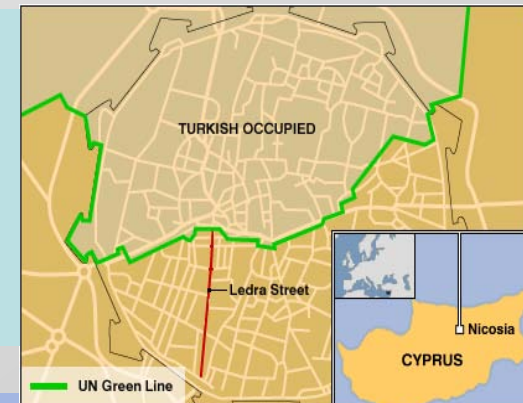 TURKISH OCCUPIED
Ledra Street
Nicosia
CYPRUS
UN Green Line